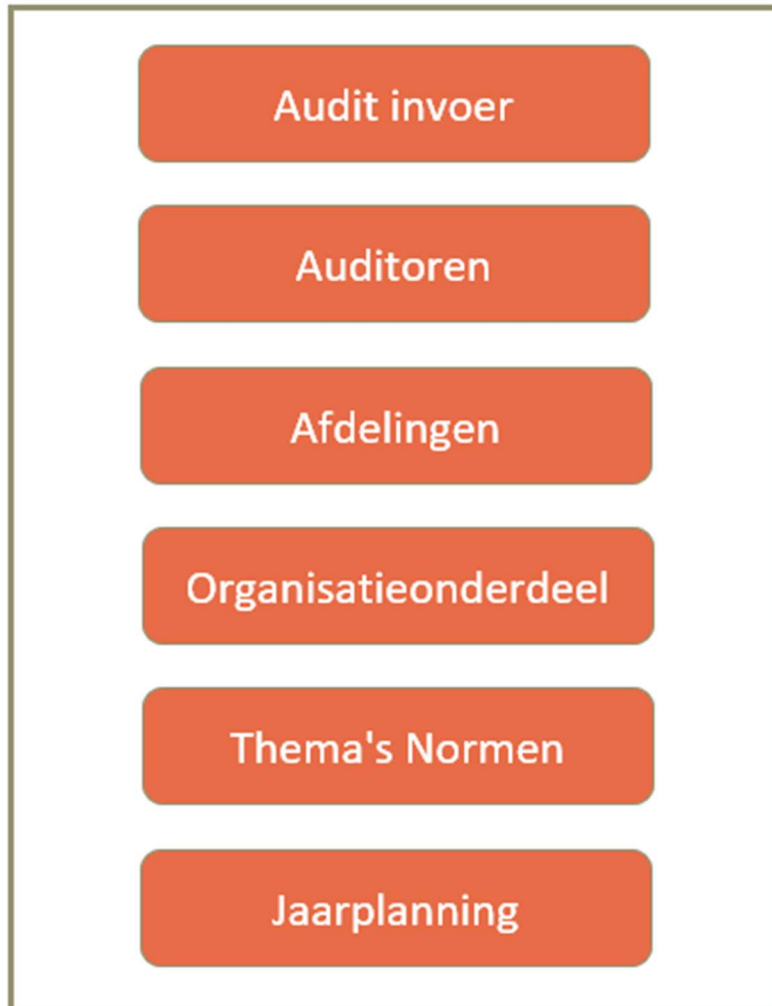 Audit invoer
Auditoren
Afdelingen
Organisatieonderdeel
Thema's Normen
Jaarplanning